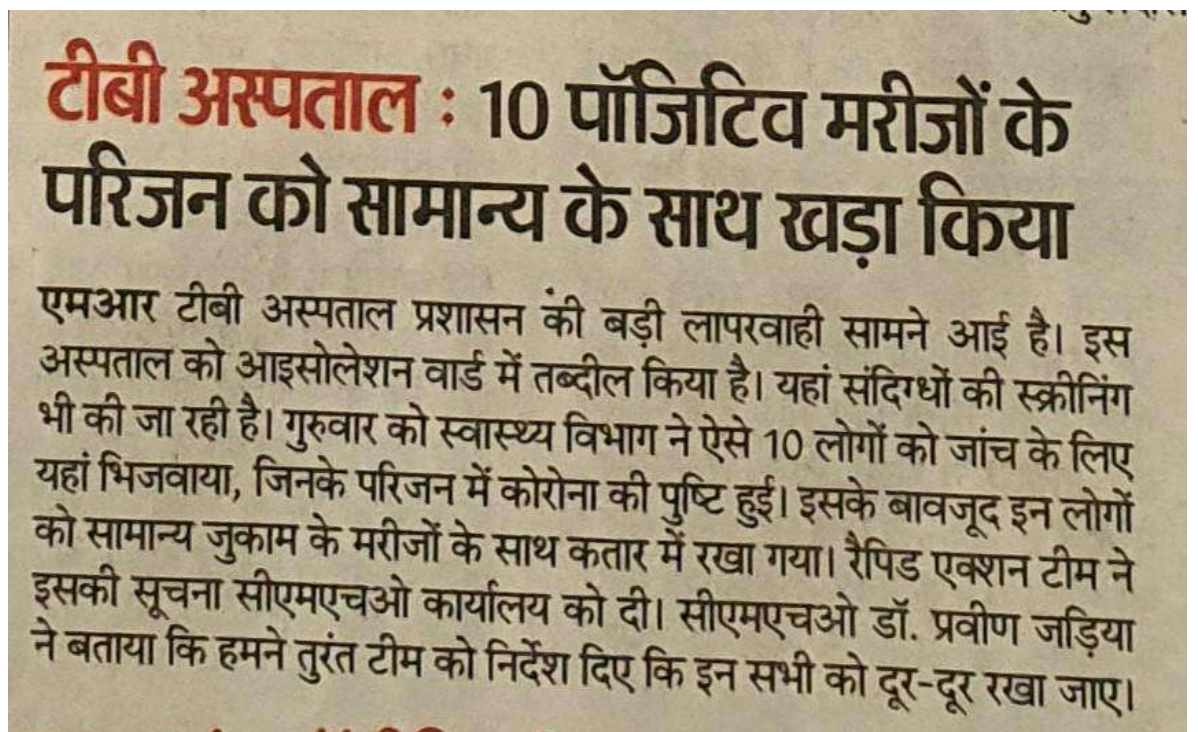 टीबी अस्पताल : 10 पॉजिटिव मरीजों के
परिजन को सामान्य के साथ खड़ा किया
एमआर टीबी अस्पताल प्रशासन की बड़ी लापरवाही सामने आई है। इस
अस्पताल को आइसोलेशन वार्ड में तब्दील किया है। यहां संदिग्धों की स्क्रीनिंग
भी की जा रही है। गुरुवार को स्वास्थ्य विभाग ने ऐसे 10 लोगों को जांच के लिए
यहां भिजवाया, जिनके परिजन में कोरोना की पुष्टि हुई। इसके बावजूद इन लोगों
को सामान्य जुकाम के मरीजों के साथ कतार में रखा गया। रैपिड एक्शन टीम ने
इसकी सूचना सीएमएचओ कार्यालय को दी। सीएमएचओ डॉ. प्रवीण जड़िया
ने बताया कि हमने तुरंत टीम को निर्देश दिए कि इन सभी को दूर-दूर रखा जाए।